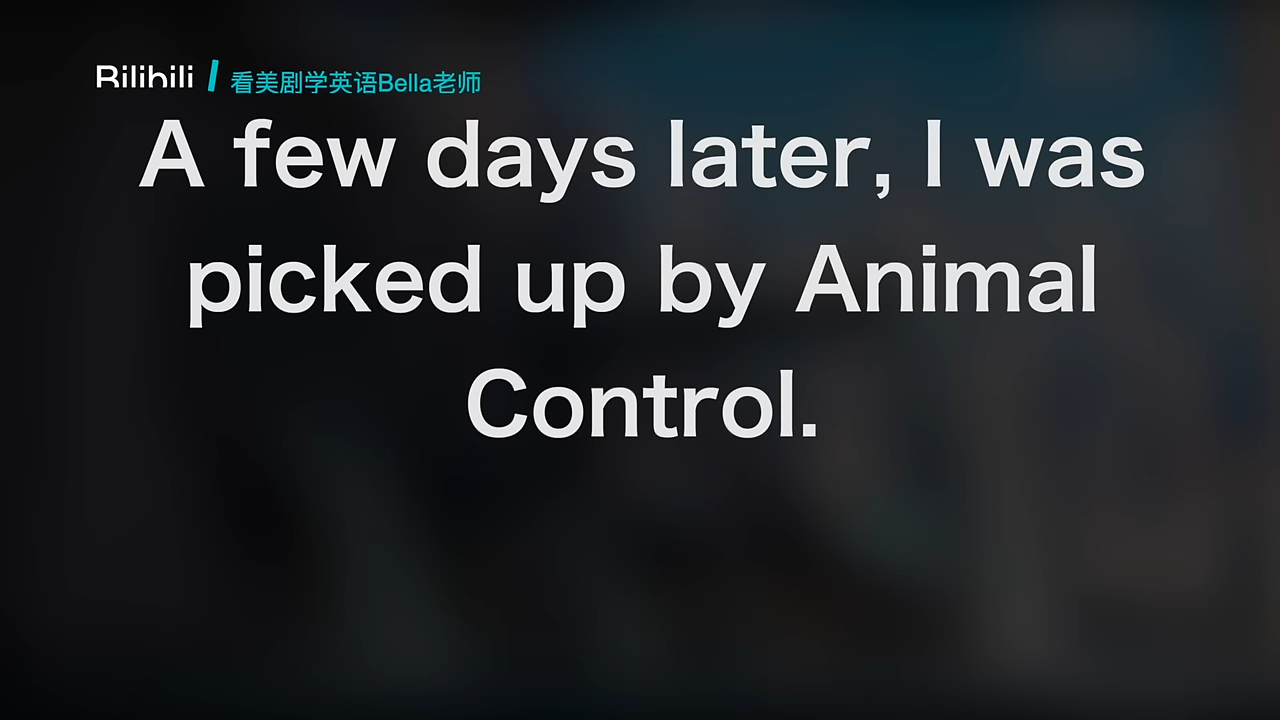 Bilibili / 看美剧学英语Bella老师
A few days later, I was
picked up by Animal
Control.